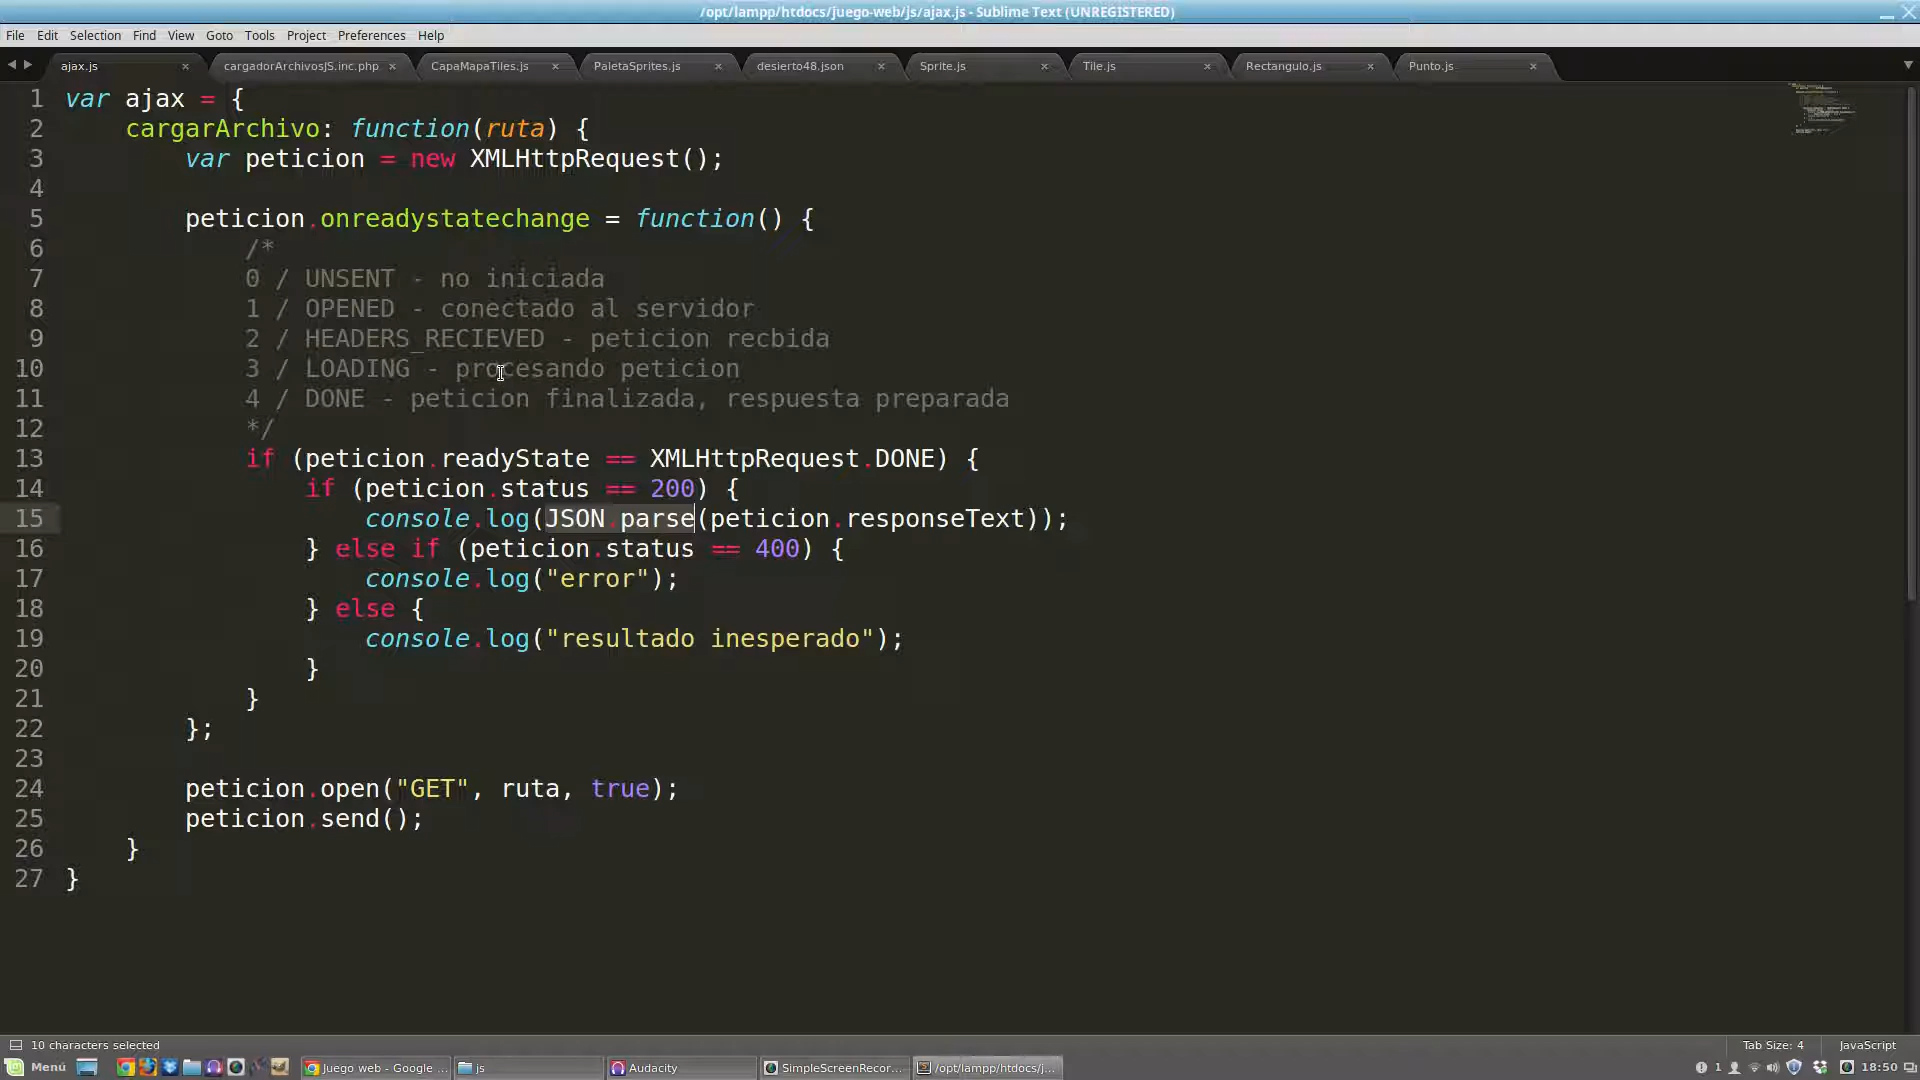 /opt/lampp/htdocs/juego-web/js/ajax.js - Sublime Text (UNREGISTERED)
File Edit Selection Find View Goto Tools Project Preferences Help
ajax.js cargadorArchivosJS.inc.php CapaMapaTiles.js PaletaSprites.js desierto48.json Sprite.js Tile.js Rectangulo.js Punto.js
1 var ajax = {
2 cargarArchivo: function(ruta) {
3 var peticion = new XMLHttpRequest();
4
5 peticion.onreadystatechange = function() {
6 /*
7 0 / UNSENT - no iniciada
8 1 / OPENED - conectado al servidor
9 2 / HEADERS_RECIEVED - peticion recbida
10 3 / LOADING - procesando peticion
11 4 / DONE - peticion finalizada, respuesta preparada
12 */
13 if (peticion.readyState == XMLHttpRequest.DONE) {
14 if (peticion.status == 200) {
15 console.log(JSON.parse(peticion.responseText));
16 } else if (peticion.status == 400) {
17 console.log("error");
18 } else {
19 console.log("resultado inesperado");
20 }
21 }
22 };
23
24 peticion.open("GET", ruta, true);
25 peticion.send();
26 }
27 }
10 characters selected Tab Size: 4 JavaScript
Menú Juego web - Google ... js Audacity SimpleScreenRecor... /opt/lampp/htdocs/j... 1 18:50